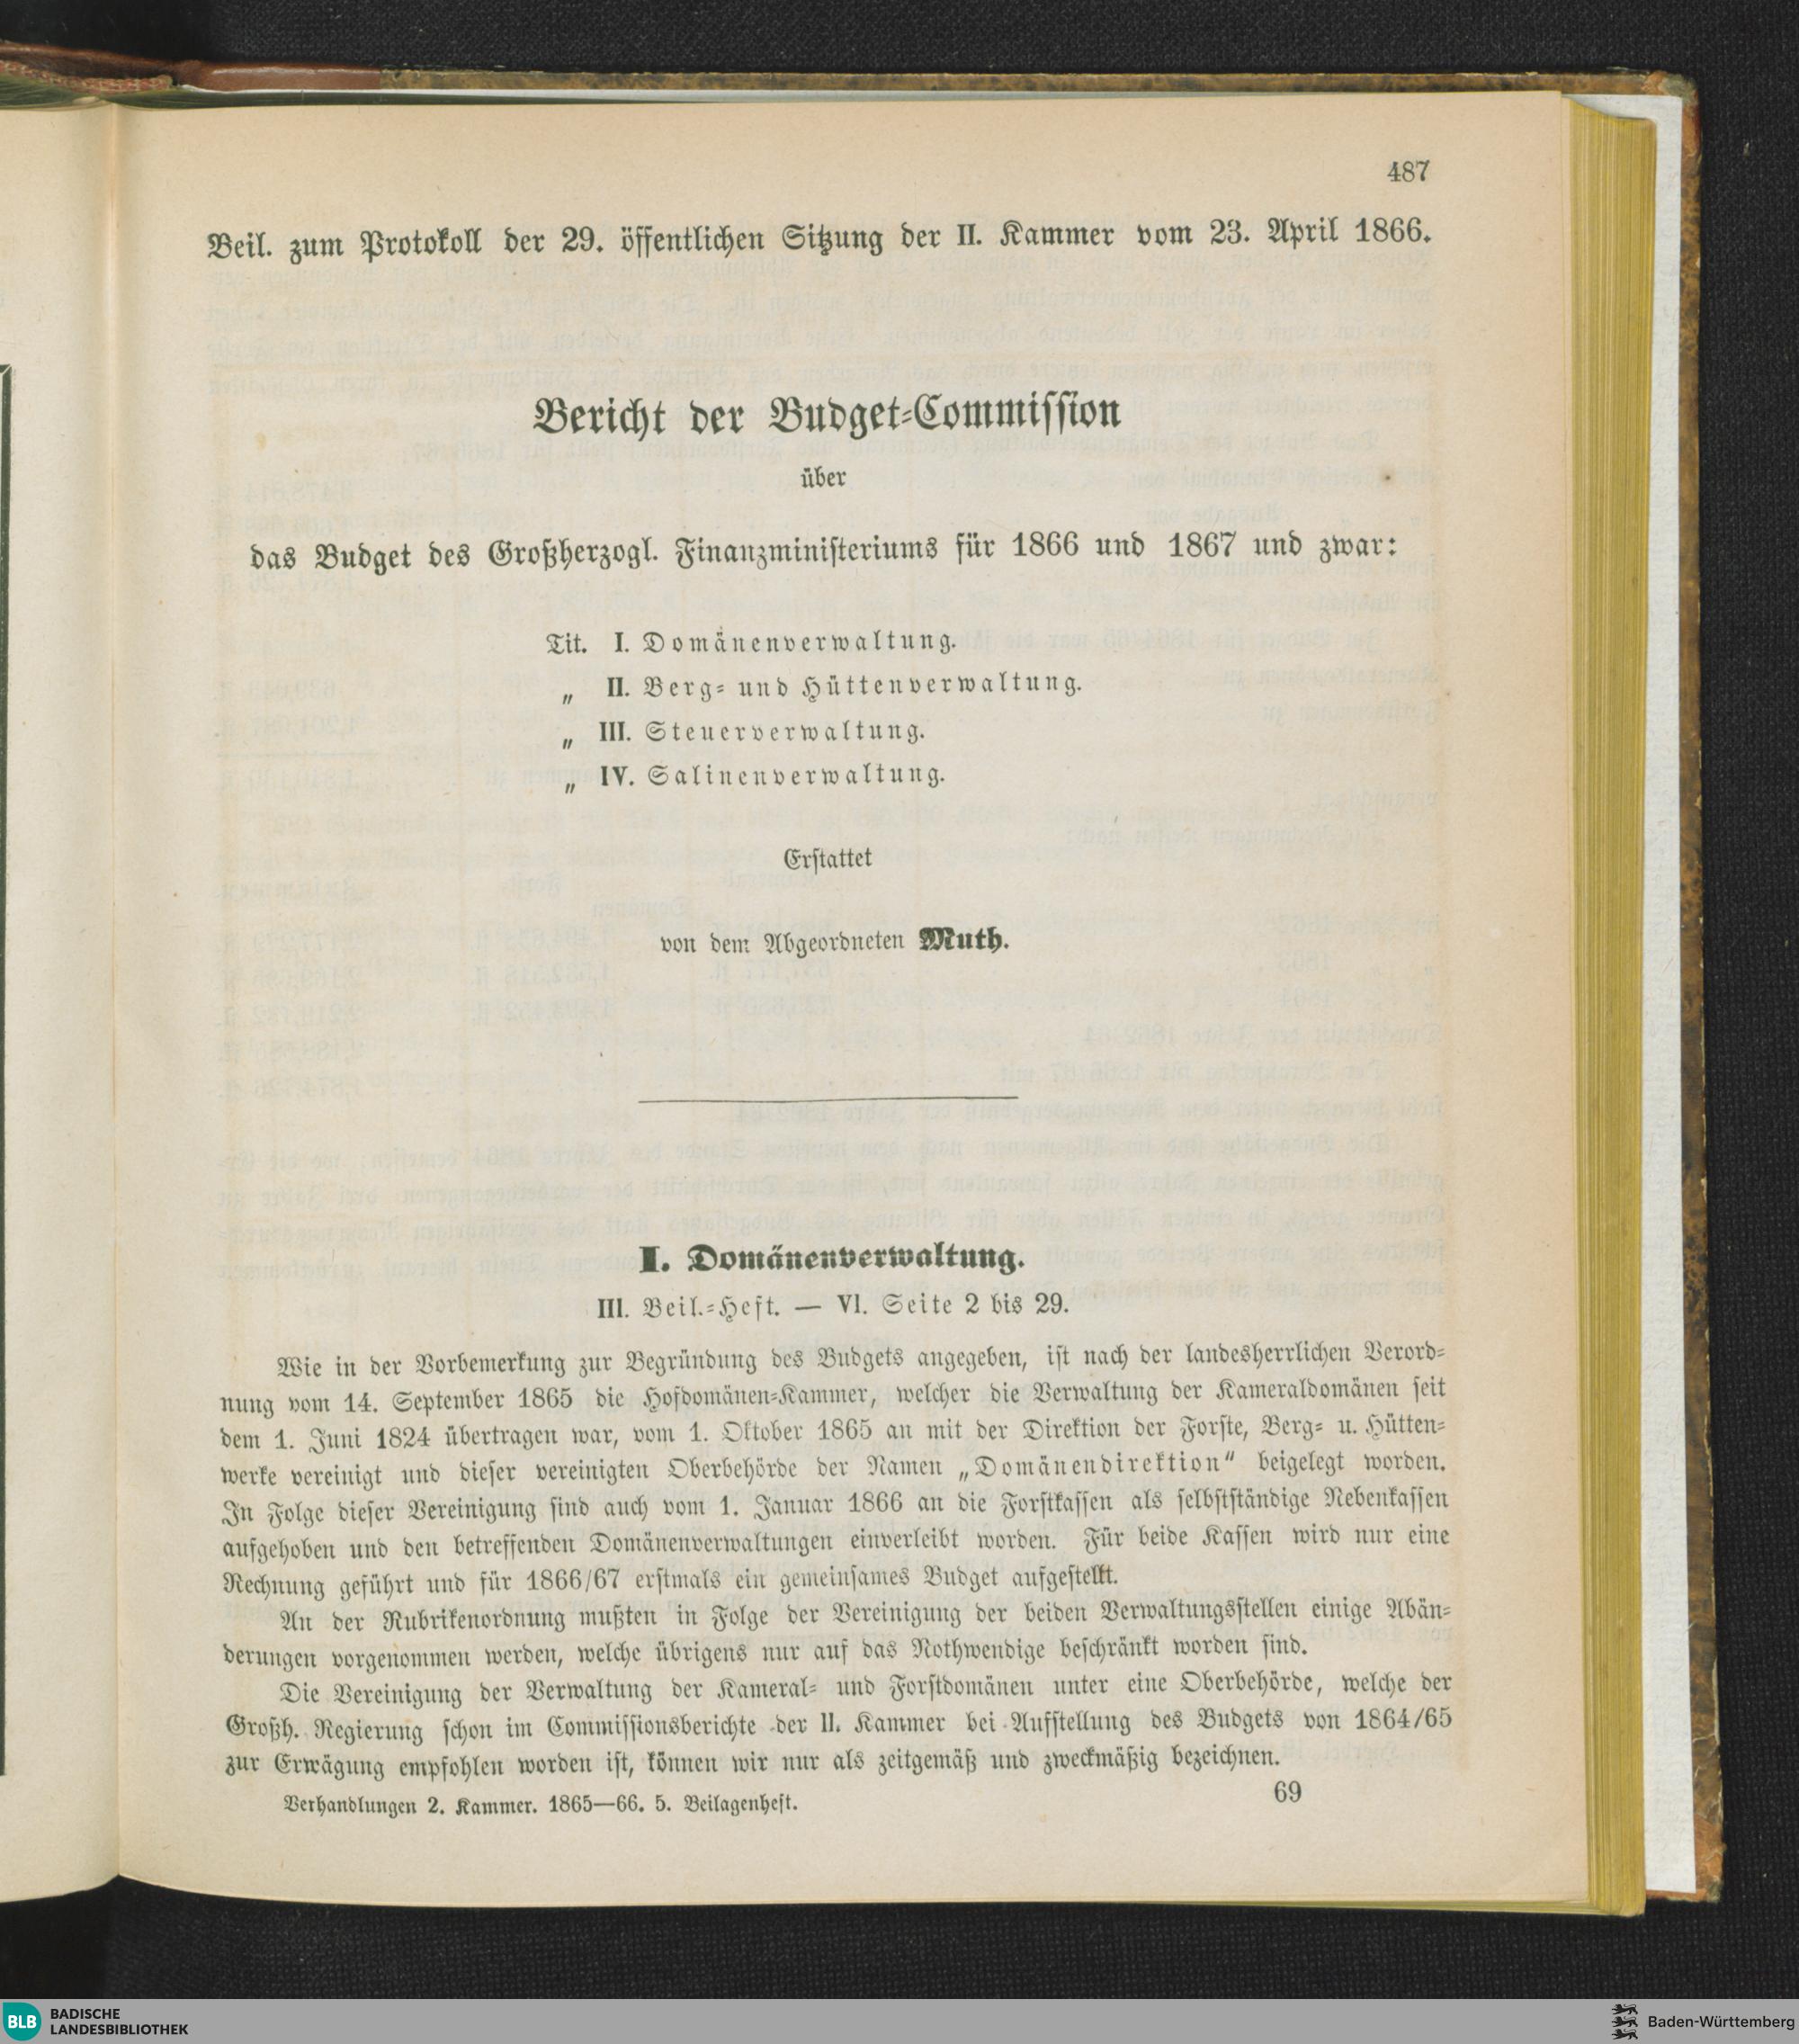 487
Beil. zum Protokoll der 29. öffentlichen Sitzung der II. Kammer vom 23. April 1866.
Bericht der Budget=Commission
über
das Budget des Großherzogl. Finanzministeriums für 1866 und 1867 und zwar:
Tit. I. Domänenverwaltung.
„ II. Berg= und Hüttenverwaltung.
„ III. Steuerverwaltung.
„ IV. Salinenverwaltung.
Erstattet
von dem Abgeordneten Muth.
I. Domänenverwaltung.
III. Beil.=Heft. — VI. Seite 2 bis 29.
Wie in der Vorbemerkung zur Begründung des Budgets angegeben, ist nach der landesherrlichen Verord=
nung vom 14. September 1865 die Hofdomänen=Kammer, welcher die Verwaltung der Kameraldomänen seit
dem 1. Juni 1824 übertragen war, vom 1. Oktober 1865 an mit der Direktion der Forste, Berg= u. Hütten=
werke vereinigt und dieser vereinigten Oberbehörde der Namen „Domänendirektion“ beigelegt worden.
In Folge dieser Vereinigung sind auch vom 1. Januar 1866 an die Forstkassen als selbstständige Nebenkassen
aufgehoben und den betreffenden Domänenverwaltungen einverleibt worden. Für beide Kassen wird nur eine
Rechnung geführt und für 1866/67 erstmals ein gemeinsames Budget aufgestellt.
An der Rubrikenordnung mußten in Folge der Vereinigung der beiden Verwaltungsstellen einige Abän=
derungen vorgenommen werden, welche übrigens nur auf das Nothwendige beschränkt worden sind.
Die Vereinigung der Verwaltung der Kameral= und Forstdomänen unter eine Oberbehörde, welche der
Großh. Regierung schon im Commissionsberichte der II. Kammer bei Aufstellung des Budgets von 1864/65
zur Erwägung empfohlen worden ist, können wir nur als zeitgemäß und zweckmäßig bezeichnen.
Verhandlungen 2. Kammer. 1865—66. 5. Beilagenheft.
69
BLB BADISCHE
LANDESBIBLIOTHEK
Baden-Württemberg